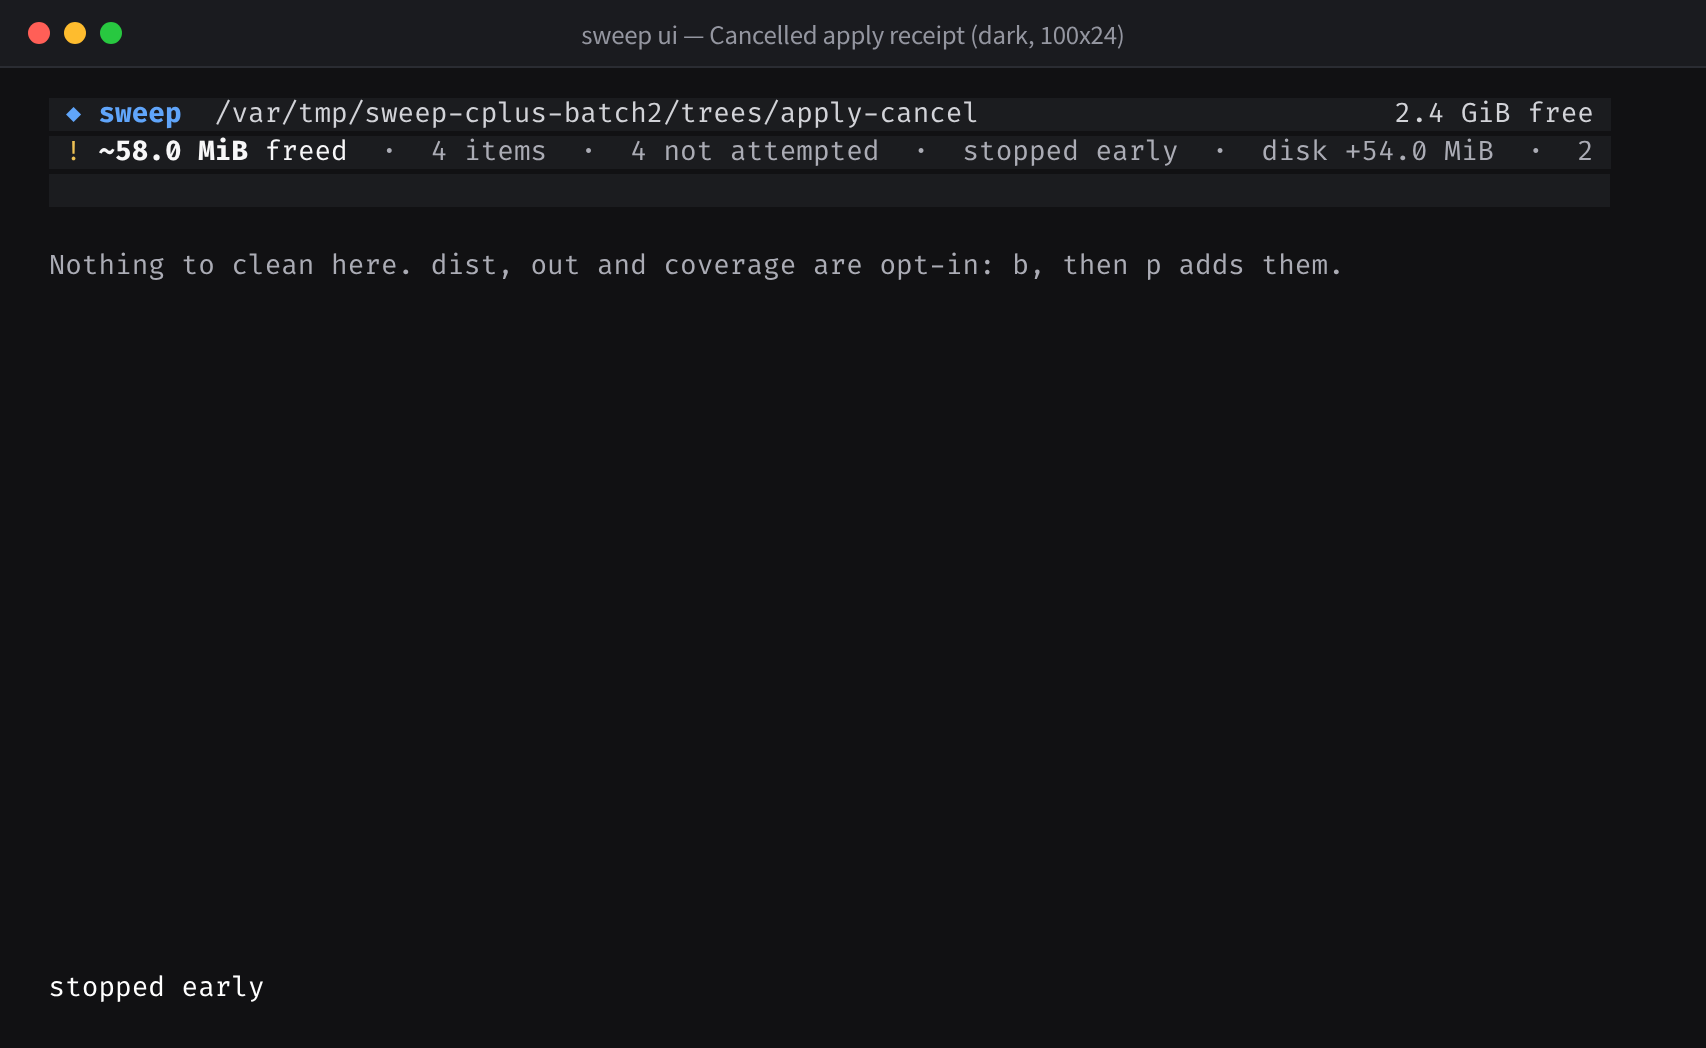 sweep ui — Cancelled apply receipt (dark, 100x24)
◆ sweep /var/tmp/sweep-cplus-batch2/trees/apply-cancel 2.4 GiB free
! ~58.0 MiB freed · 4 items · 4 not attempted · stopped early · disk +54.0 MiB · 2
Nothing to clean here. dist, out and coverage are opt-in: b, then p adds them.
stopped early